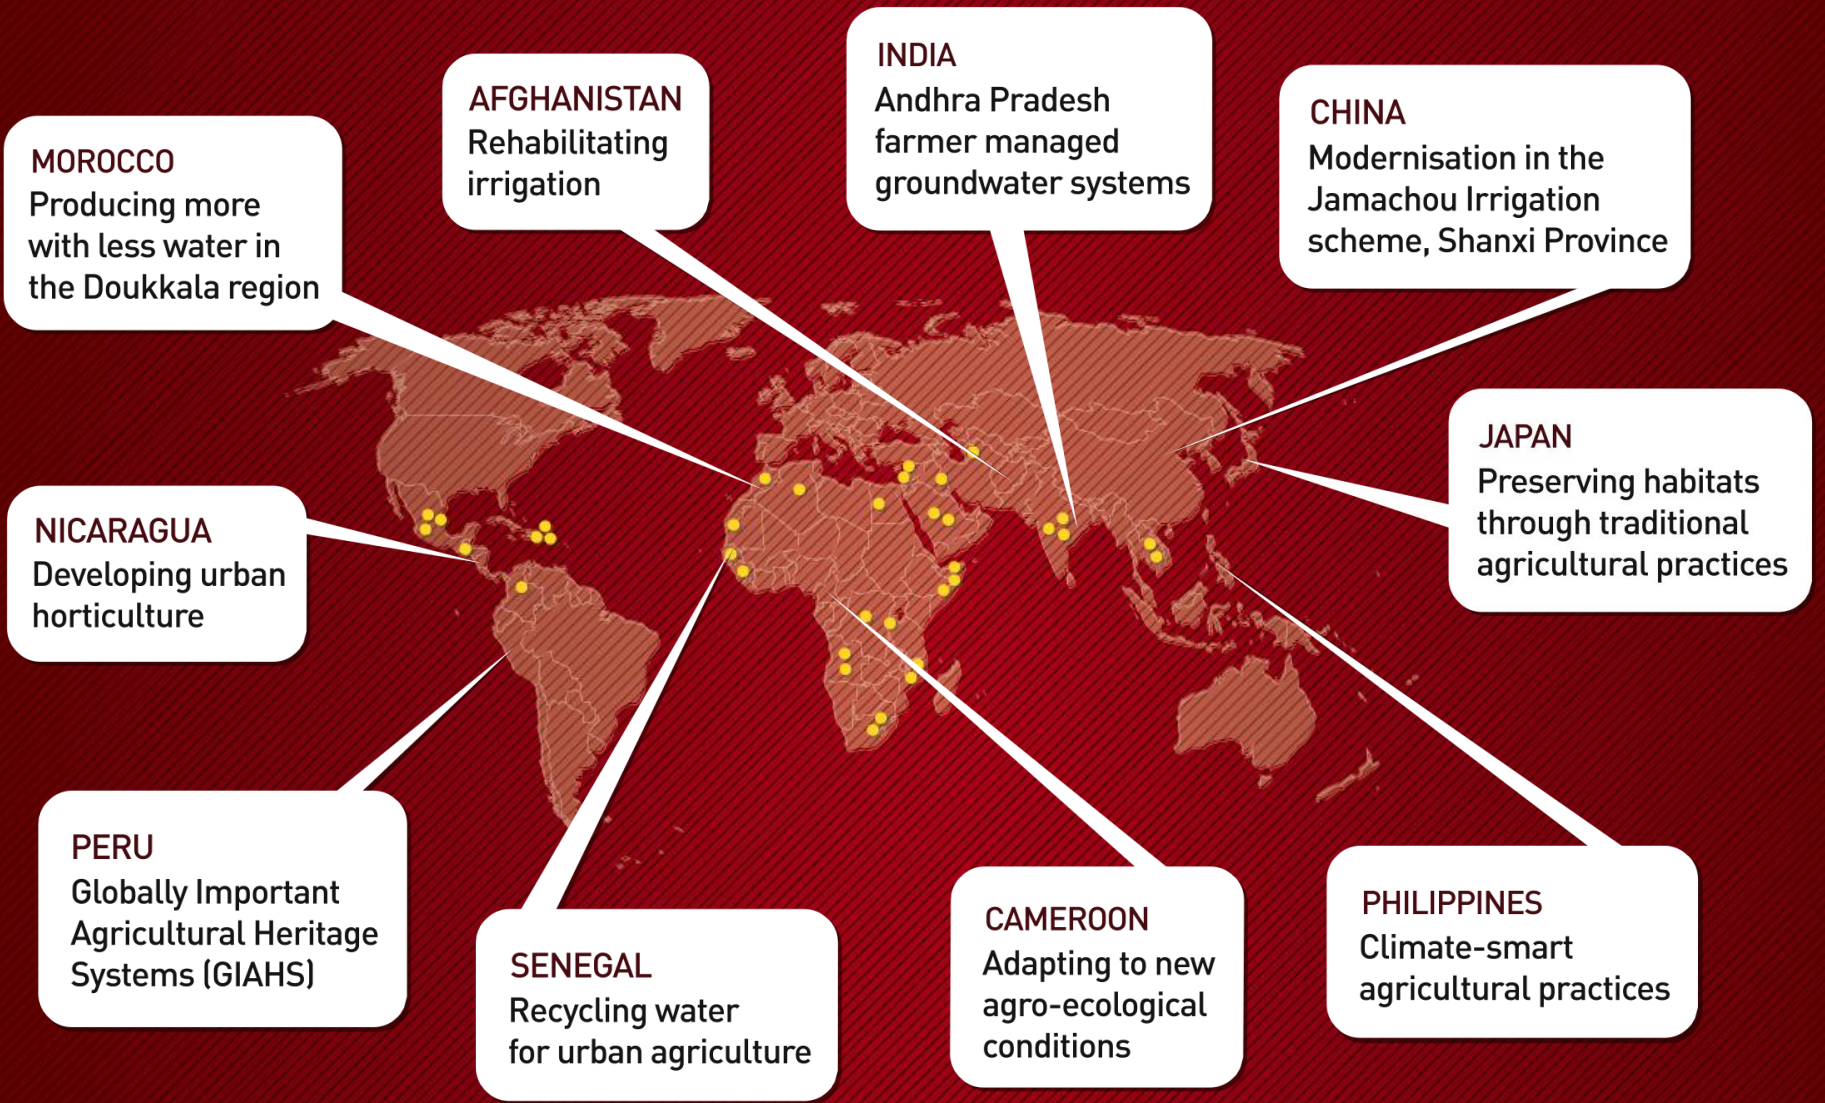 INDIA
Andhra Pradesh
farmer managed
groundwater systems
AFGHANISTAN
Rehabilitating
irrigation
CHINA
Modernisation in the
Jamachou Irrigation
scheme, Shanxi Province
MOROCCO
Producing more
with less water in
the Doukkala region
JAPAN
Preserving habitats
through traditional
agricultural practices
NICARAGUA
Developing urban
horticulture
PERU
Globally Important
Agricultural Heritage
Systems (GIAHS)
SENEGAL
Recycling water
for urban agriculture
CAMEROON
Adapting to new
agro-ecological
conditions
PHILIPPINES
Climate-smart
agricultural practices